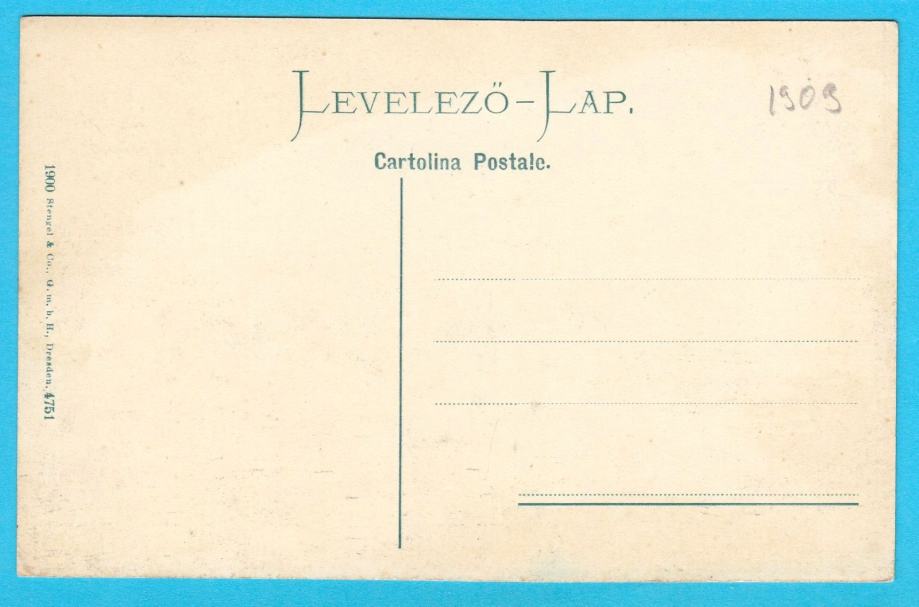 LEVELEZŐ-LAP.
1909
Cartolina Postale.
1900 Stengel & Co., G. m. b. H., Dresden. 4751